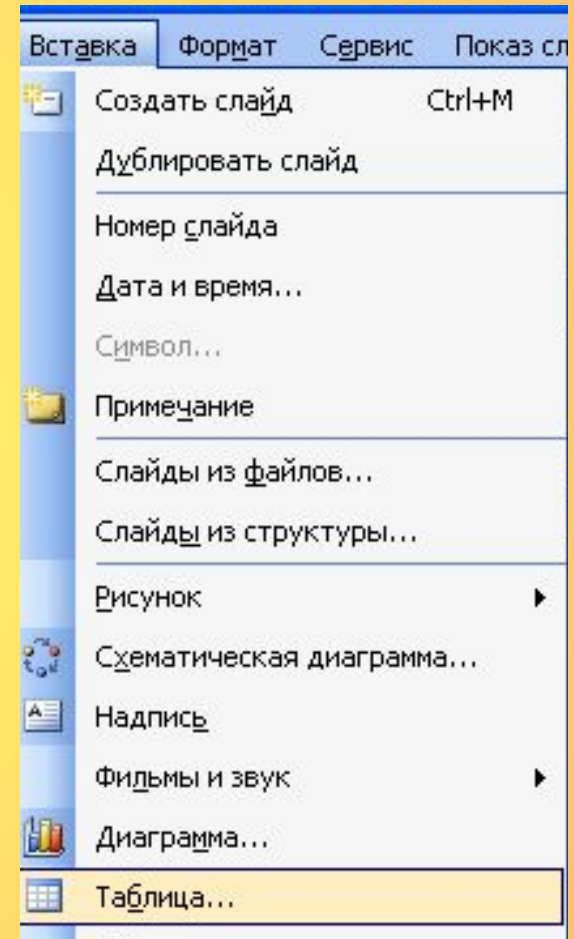 Вставка Формат Сервис Показ сл
Создать слайд Ctrl+M
Дублировать слайд
Номер слайда
Дата и время...
Символ...
Примечание
Слайды из файлов...
Слайды из структуры...
Рисунок
Схематическая диаграмма...
Надпись
Фильмы и звук
Диаграмма...
Таблица...